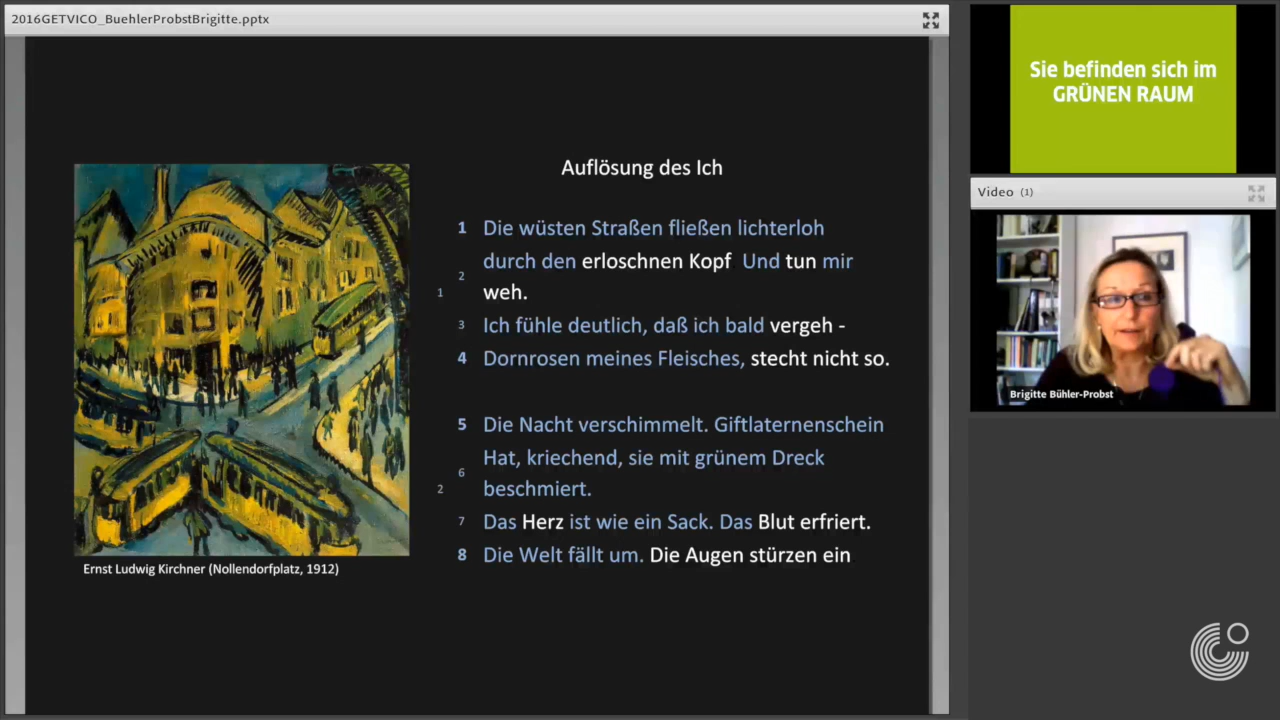 2016GETVICO_BuehlerProbstBrigitte.pptx
Auflösung des Ich
1 Die wüsten Straßen fließen lichterloh
2 durch den erloschnen Kopf. Und tun mir
1 weh.
3 Ich fühle deutlich, daß ich bald vergeh -
4 Dornrosen meines Fleisches, stecht nicht so.
5 Die Nacht verschimmelt. Giftlaternenschein
6 Hat, kriechend, sie mit grünem Dreck
2 beschmiert.
7 Das Herz ist wie ein Sack. Das Blut erfriert.
8 Die Welt fällt um. Die Augen stürzen ein
Ernst Ludwig Kirchner (Nollendorfplatz, 1912)
Sie befinden sich im
GRÜNEN RAUM
Video (1)
Brigitte Bühler-Probst